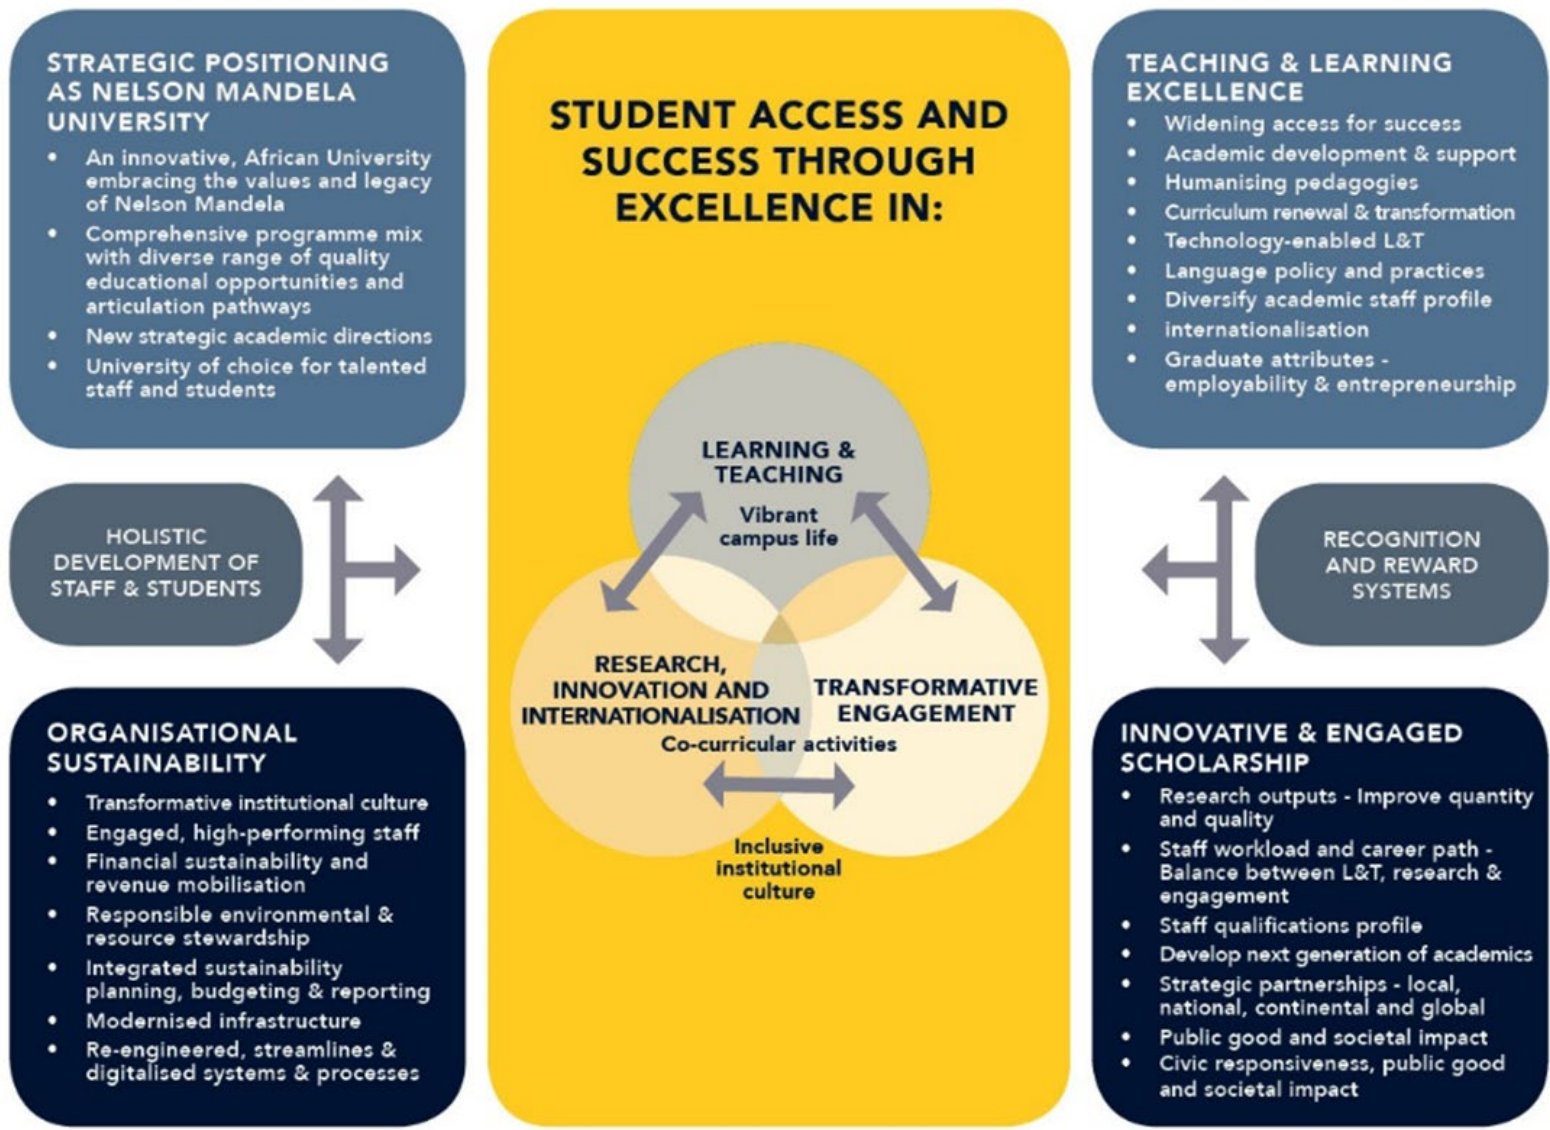 STRATEGIC POSITIONING
AS NELSON MANDELA
UNIVERSITY
• An innovative, African University
embracing the values and legacy
of Nelson Mandela
• Comprehensive programme mix
with diverse range of quality
educational opportunities and
articulation pathways
• New strategic academic directions
• University of choice for talented
staff and students
HOLISTIC
DEVELOPMENT OF
STAFF & STUDENTS
ORGANISATIONAL
SUSTAINABILITY
• Transformative institutional culture
• Engaged, high-performing staff
• Financial sustainability and
revenue mobilisation
• Responsible environmental &
resource stewardship
• Integrated sustainability
planning, budgeting & reporting
• Modernised infrastructure
• Re-engineered, streamlines &
digitalised systems & processes
STUDENT ACCESS AND
SUCCESS THROUGH
EXCELLENCE IN:
LEARNING &
TEACHING
Vibrant
campus life
RESEARCH,
INNOVATION AND
INTERNATIONALISATION
TRANSFORMATIVE
ENGAGEMENT
Co-curricular activities
Inclusive
institutional
culture
TEACHING & LEARNING
EXCELLENCE
• Widening access for success
• Academic development & support
• Humanising pedagogies
• Curriculum renewal & transformation
• Technology-enabled L&T
• Language policy and practices
• Diversify academic staff profile
• internationalisation
• Graduate attributes -
employability & entrepreneurship
RECOGNITION
AND REWARD
SYSTEMS
INNOVATIVE & ENGAGED
SCHOLARSHIP
• Research outputs - Improve quantity
and quality
• Staff workload and career path -
Balance between L&T, research &
engagement
• Staff qualifications profile
• Develop next generation of academics
• Strategic partnerships - local,
national, continental and global
• Public good and societal impact
• Civic responsiveness, public good
and societal impact